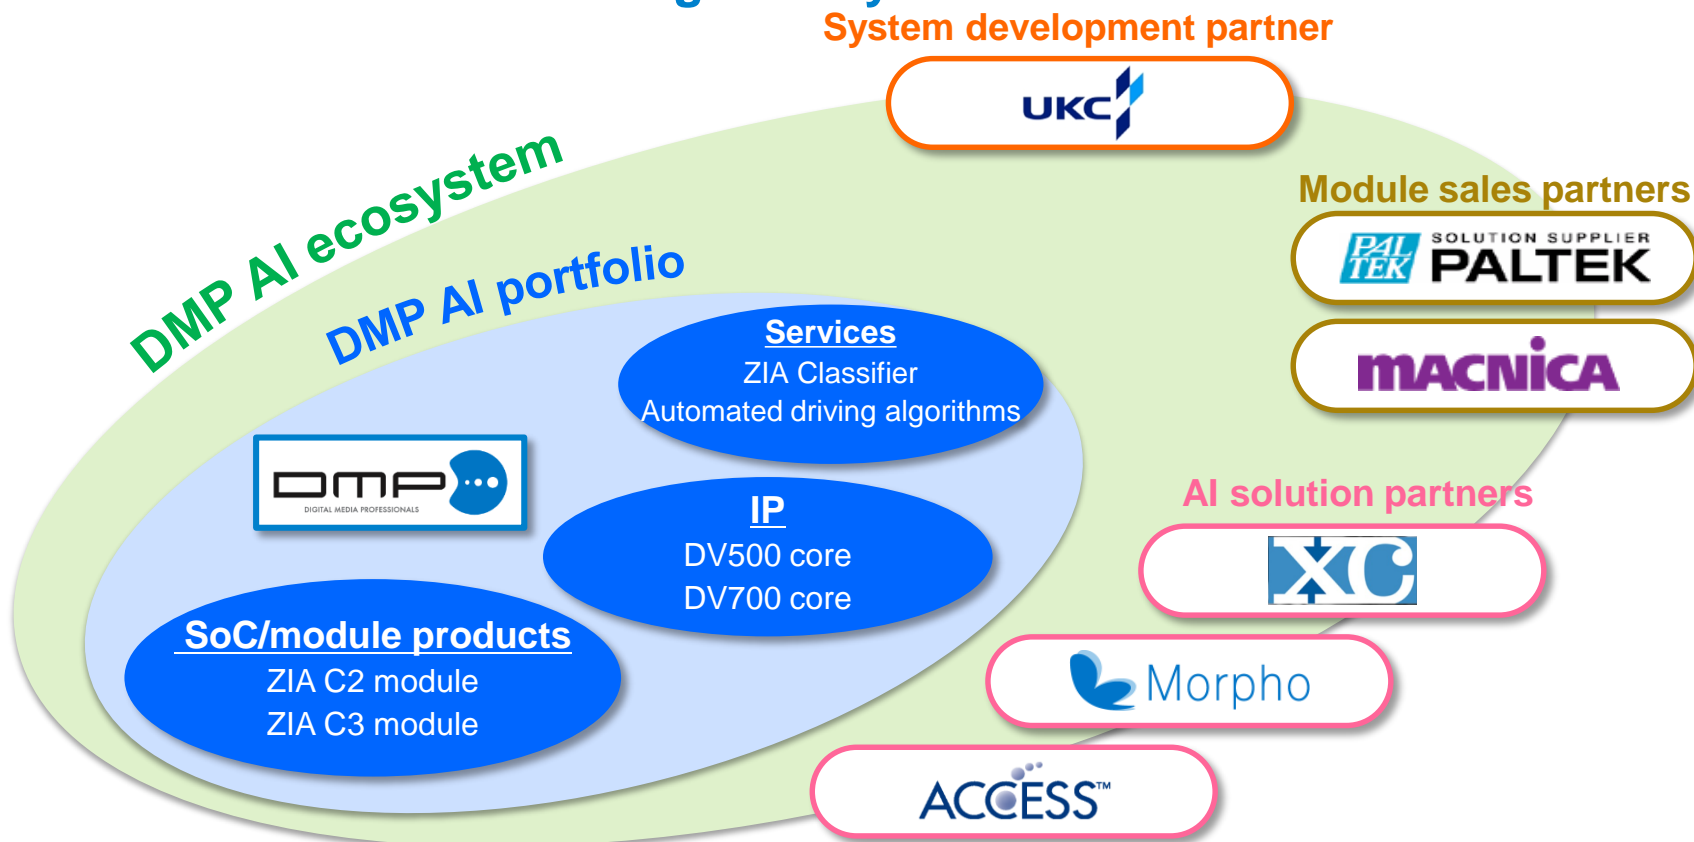 System development partner
UKC
DMP AI ecosystem
Module sales partners
PAL TEK SOLUTION SUPPLIER PALTEK
DMP AI portfolio
Services
ZIA Classifier
Automated driving algorithms
macnica
DMP
DIGITAL MEDIA PROFESSIONALS
IP
DV500 core
DV700 core
AI solution partners
XC
SoC/module products
ZIA C2 module
ZIA C3 module
Morpho
ACCESS™